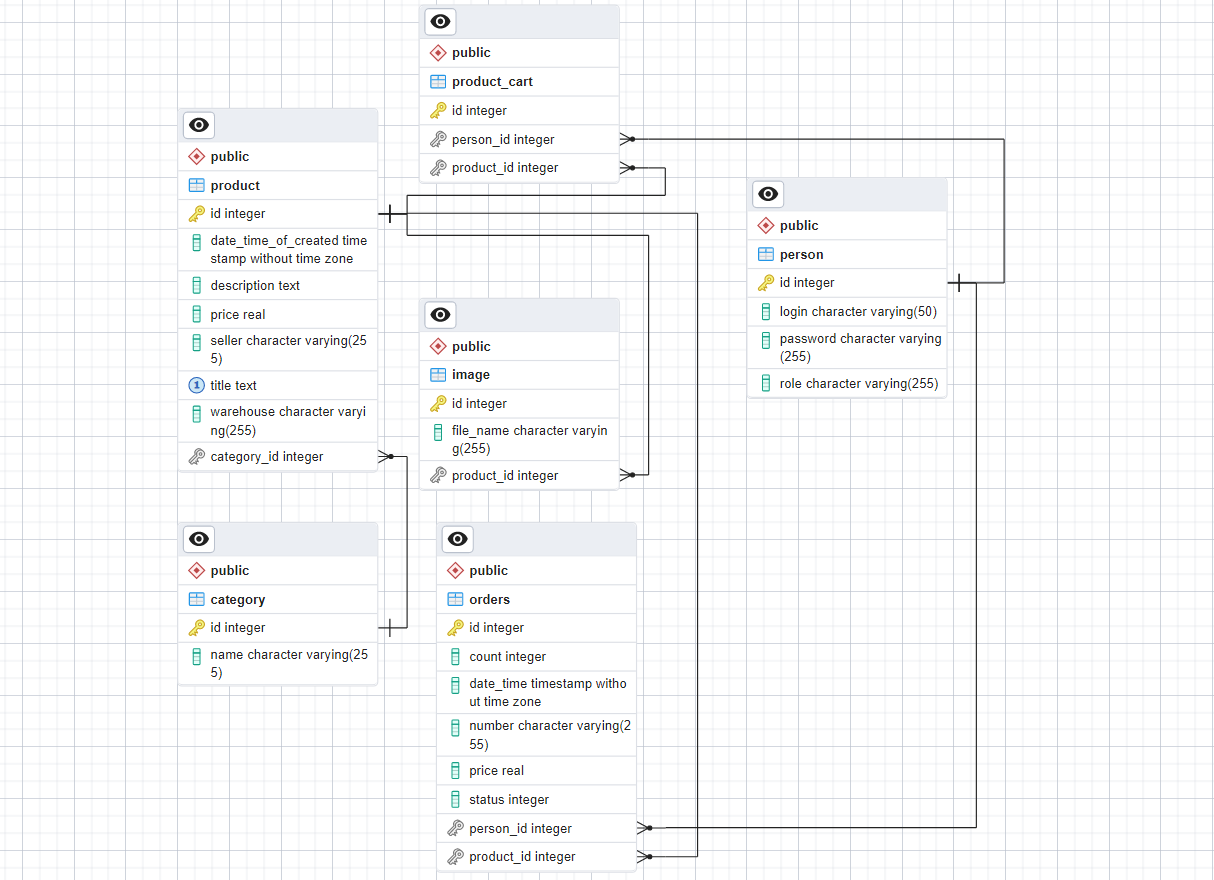 public
product_cart
id integer
person_id integer
product_id integer
public
product
id integer
date_time_of_created time
stamp without time zone
description text
price real
seller character varying(25
5)
1 title text
warehouse character varyi
ng(255)
category_id integer
public
person
id integer
login character varying(50)
password character varying
(255)
role character varying(255)
public
image
id integer
file_name character varyin
g(255)
product_id integer
public
category
id integer
name character varying(25
5)
public
orders
id integer
count integer
date_time timestamp witho
ut time zone
number character varying(2
55)
price real
status integer
person_id integer
product_id integer